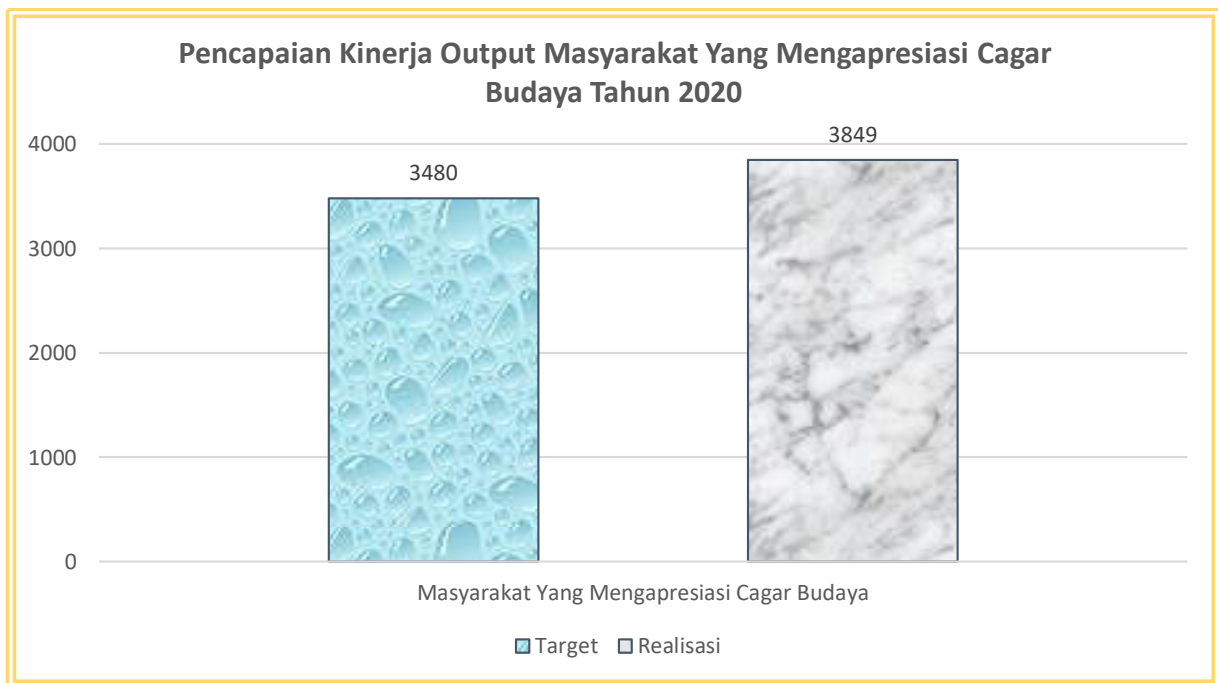 Pencapaian Kinerja Output Masyarakat Yang Mengapresiasi Cagar
Budaya Tahun 2020
4000
3849
3480
3000
2000
1000
0
Masyarakat Yang Mengapresiasi Cagar Budaya
Target Realisasi